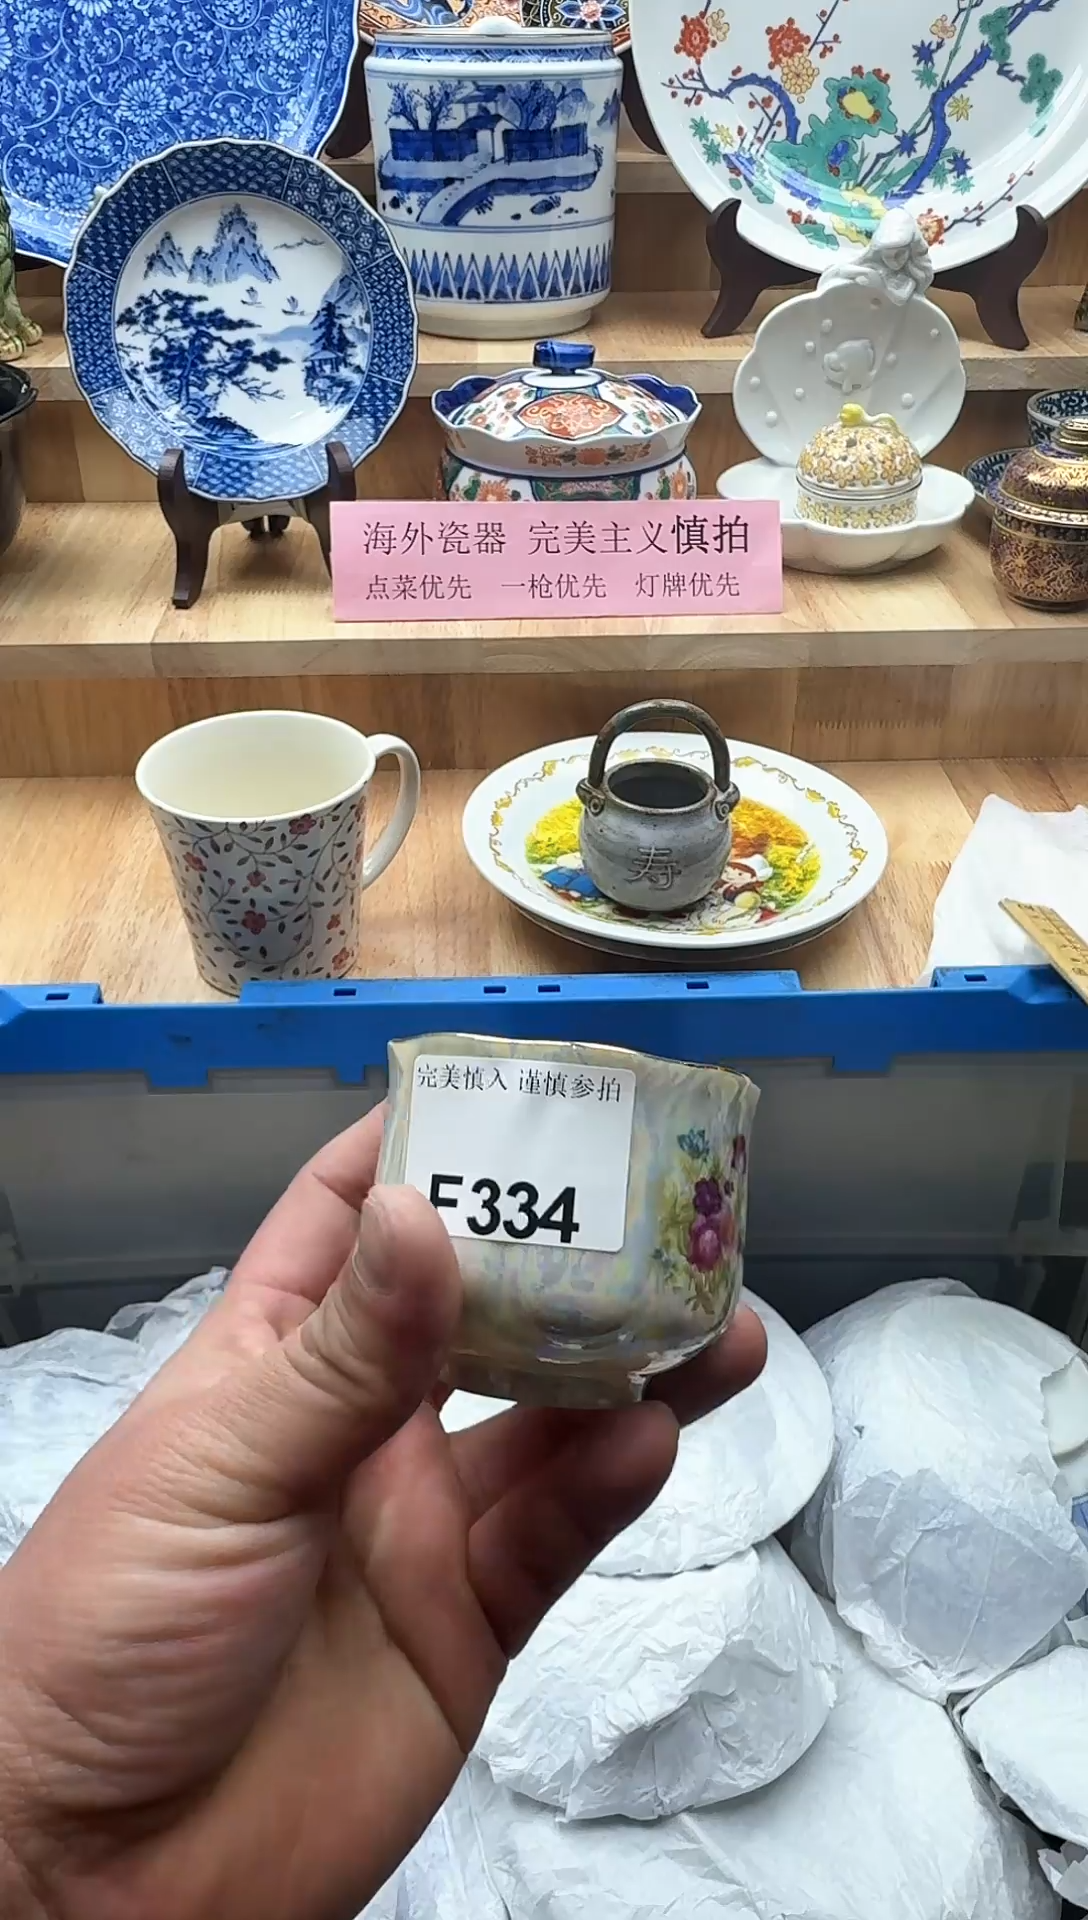 海外瓷器 完美主义慎拍
点菜优先 一枪优先 灯牌优先
寿
完美慎入 谨慎参拍
F334